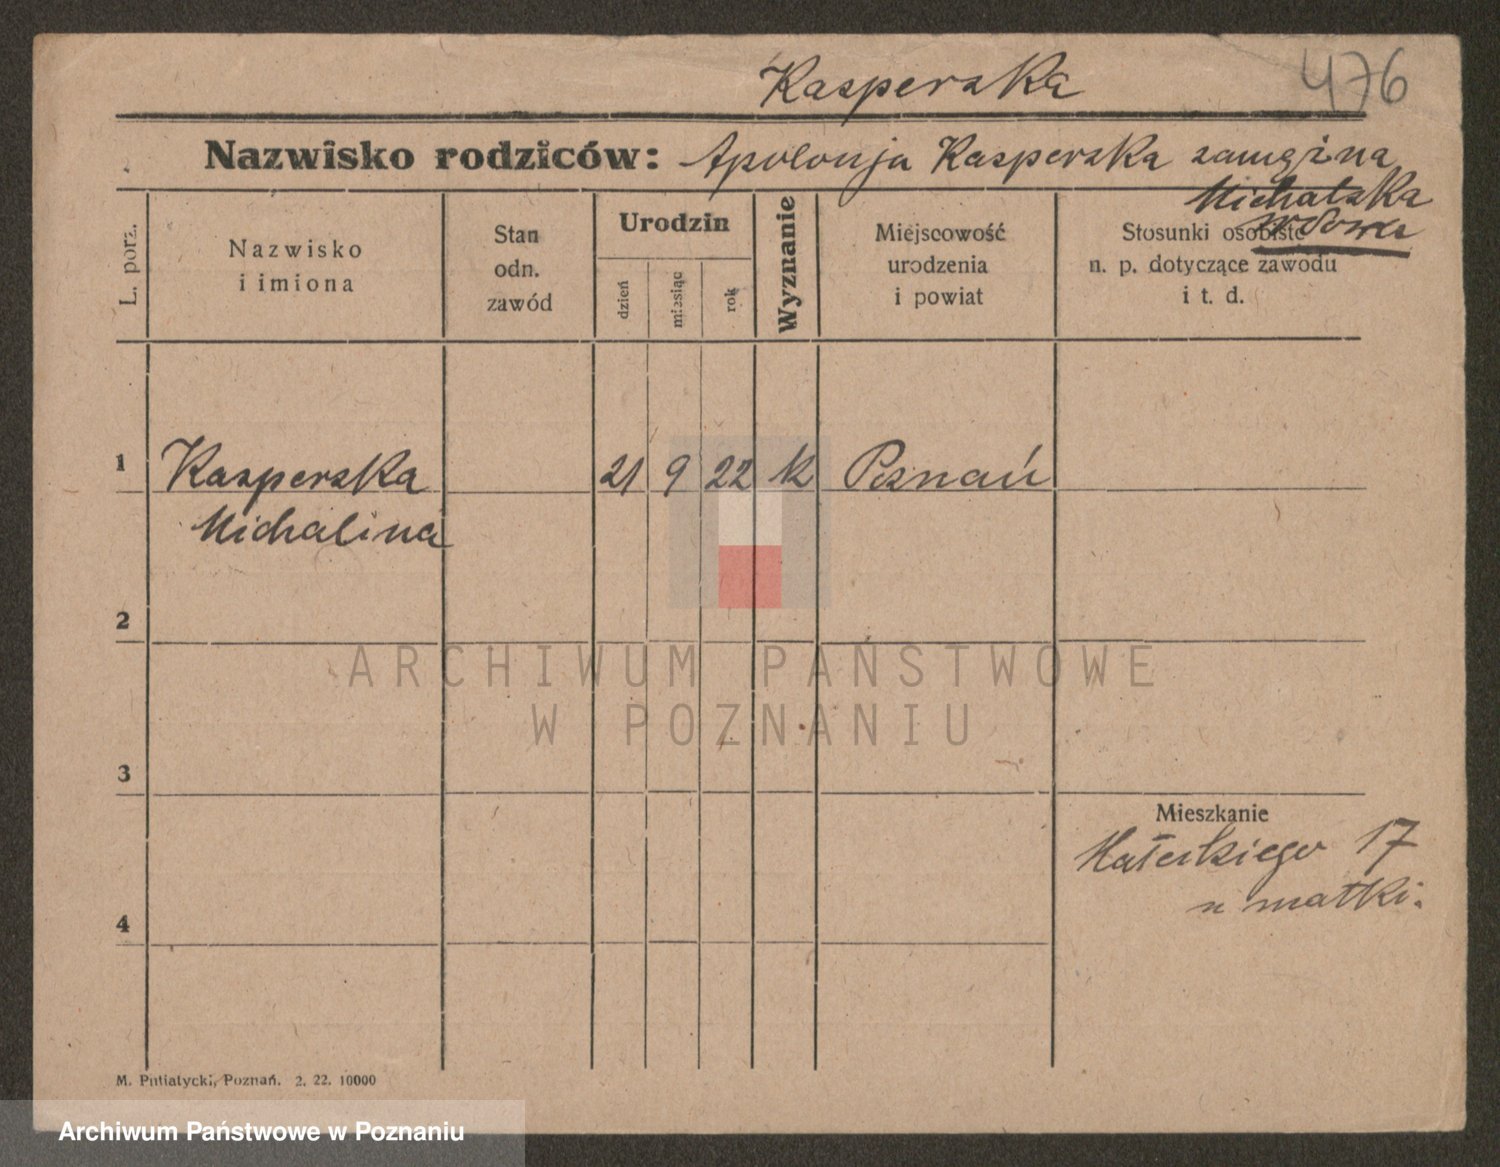 Kasperska 476
Nazwisko rodziców: Apolonja Kasperska zamężna
Michalska
wdowa
L. porz.
Nazwisko
i imiona
Stan
odn.
zawód
Urodzin
dzień
miesiąc
rok
Wyznanie
Miejscowość
urodzenia
i powiat
Stosunki osobiste
n. p. dotyczące zawodu
i t. d.
1 Kasperska 21 9 22 k Poznań
Michalina
2
3
4
Mieszkanie
17
u matki.
M. Putiatycki, Poznań. 2. 22. 10000
ARCHIWUM PAŃSTWOWE
W POZNANIU
Archiwum Państwowe w Poznaniu